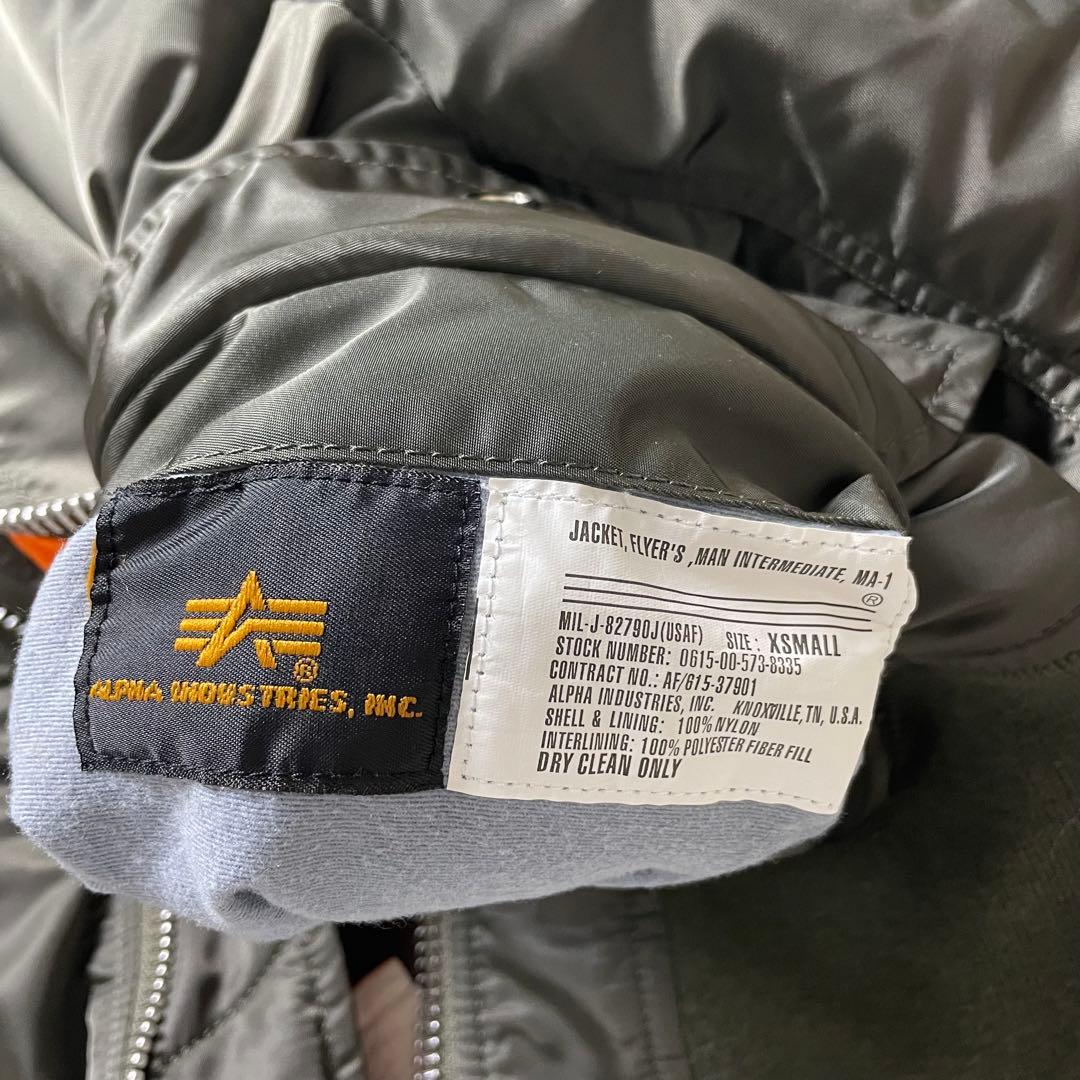 ALPHA INDUSTRIES, INC.
®
JACKET, FLYER'S ,MAN INTERMEDIATE, MA-1
®
MIL-J-82790J(USAF) SIZE: XSMALL
STOCK NUMBER: 0615-00-573-8335
CONTRACT NO.: AF/615-37901
ALPHA INDUSTRIES, INC. KNOXVILLE, TN, U.S.A.
SHELL & LINING: 100% NYLON
INTERLINING: 100% POLYESTER FIBER FILL
DRY CLEAN ONLY